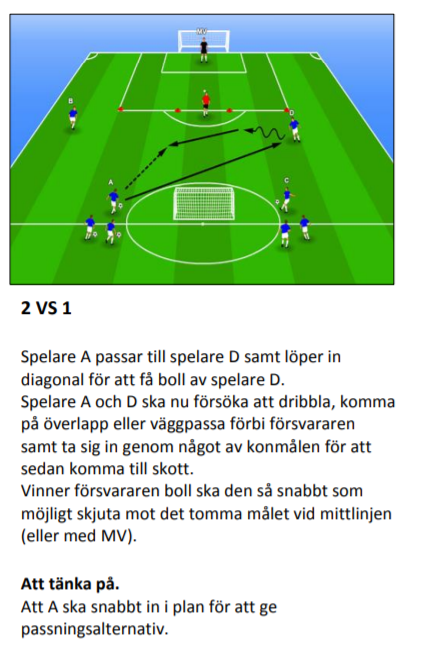 MV
B
D
A
C
2 VS 1
Spelare A passar till spelare D samt löper in
diagonal för att få boll av spelare D.
Spelare A och D ska nu försöka att dribbla, komma
på överlapp eller väggpassa förbi försvararen
samt ta sig in genom något av konmålen för att
sedan komma till skott.
Vinner försvararen boll ska den så snabbt som
möjligt skjuta mot det tomma målet vid mittlinjen
(eller med MV).
Att tänka på.
Att A ska snabbt in i plan för att ge
passningsalternativ.